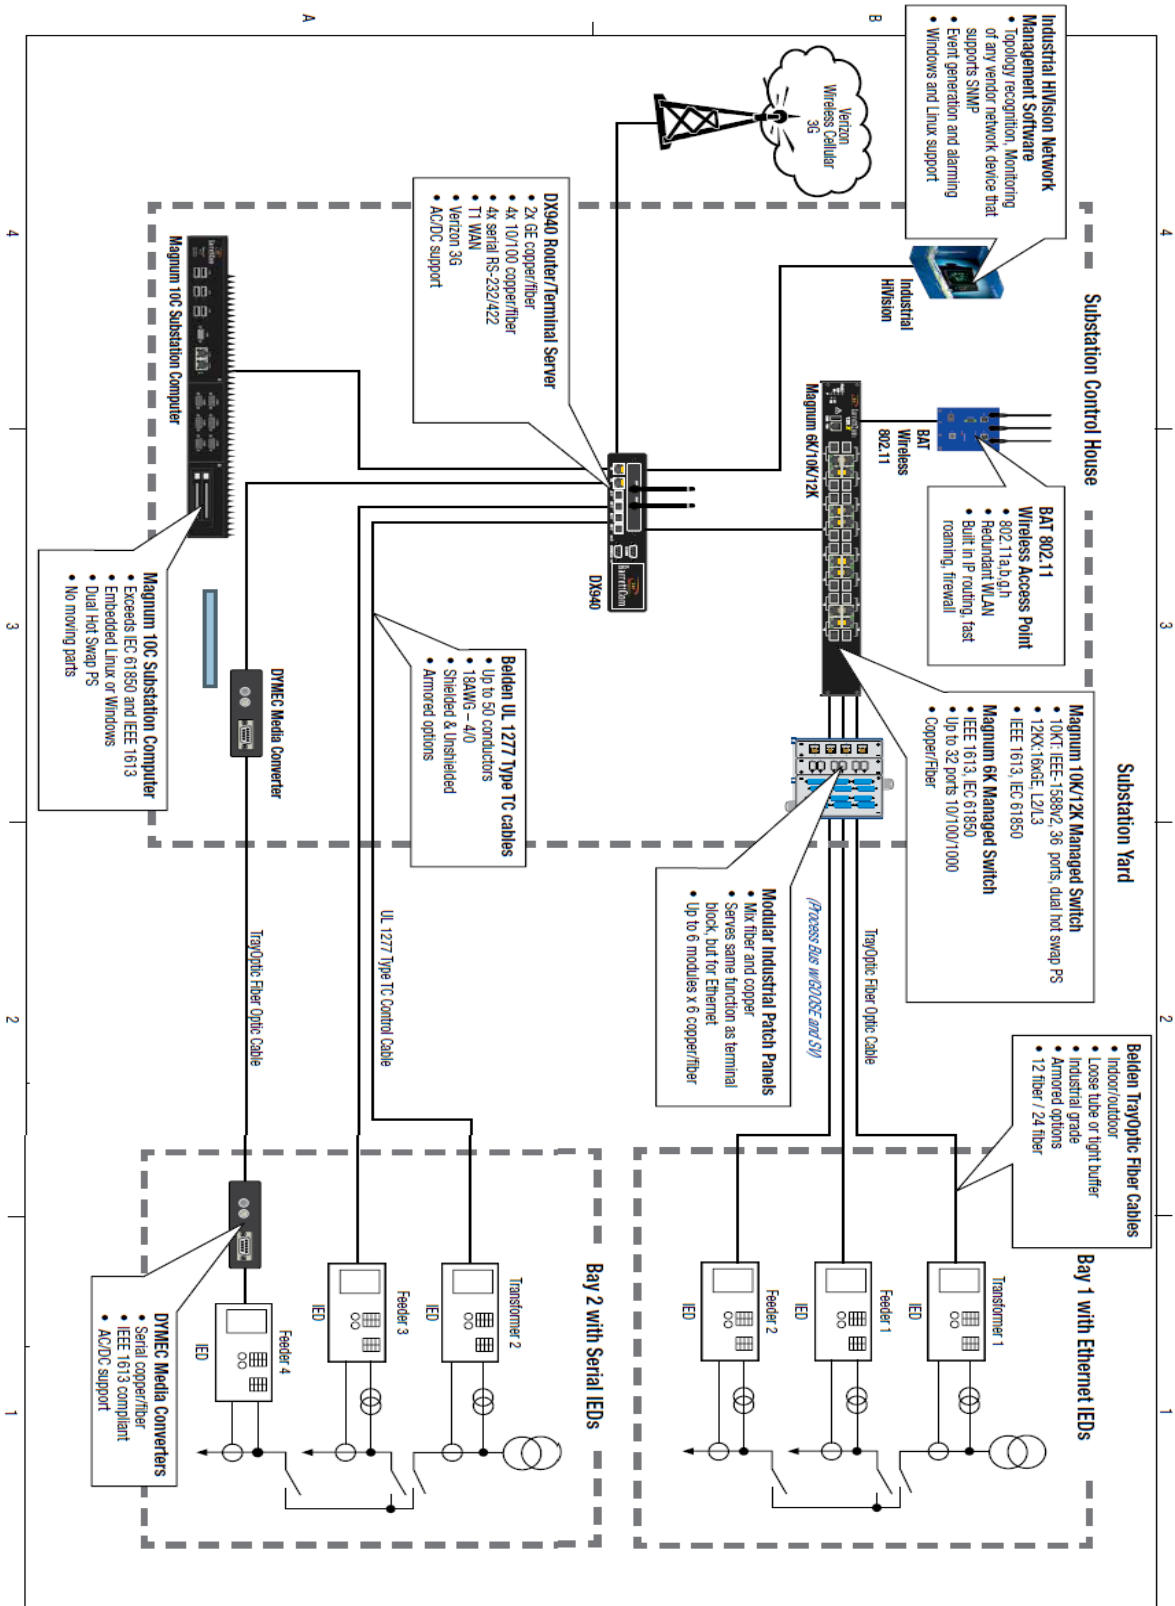 A
B
4
3
2
1
4
3
2
1
Substation Control House
Substation Yard
Industrial HiVision Network
Management Software
• Topology recognition, Monitoring
of any vendor network device that
supports SNMP
• Event generation and alarming
• Windows and Linux support
Industrial
HiVision
Verizon
Wireless Cellular
3G
BAT
Wireless
802.11
BAT 802.11
Wireless Access Point
• 802.11a,b,g,h
• Redundant WLAN
• Built in IP routing, fast
roaming, firewall
Magnum 6K/10K/12K
Magnum 10K/12K Managed Switch
• 10KT: IEEE-1588v2, 36 ports, dual hot swap PS
• 12KX:16xGE, L2/L3
• IEEE 1613, IEC 61850
Magnum 6K Managed Switch
• IEEE 1613, IEC 61850
• Up to 32 ports 10/100/1000
• Copper/Fiber
Belden TrayOptic Fiber Cables
• Indoor/outdoor
• Loose tube or tight buffer
• Industrial grade
• Armored options
• 12 fiber / 24 fiber
TrayOptic Fiber Optic Cable
(Process Bus w/GOOSE and SV)
Modular Industrial Patch Panels
• Mix fiber and copper
• Serves same function as terminal
block, but for Ethernet
• Up to 6 modules x 6 copper/fiber
Bay 1 with Ethernet IEDs
Transformer 1
IED
Feeder 1
IED
Feeder 2
IED
DX940 Router/Terminal Server
• 2x GE copper/fiber
• 4x 10/100 copper/fiber
• 4x serial RS-232/422
• T1 WAN
• Verizon 3G
• AC/DC support
GarrettCom
DX940
Belden UL 1277 Type TC cables
• Up to 50 conductors
• 18AWG – 4/0
• Shielded & Unshielded
• Armored options
UL 1277 Type TC Control Cable
Bay 2 with Serial IEDs
Transformer 2
IED
Feeder 3
IED
Feeder 4
IED
Magnum 10C Substation Computer
Magnum 10C Substation Computer
• Exceeds IEC 61850 and IEEE 1613
• Embedded Linux or Windows
• Dual Hot Swap PS
• No moving parts
DYMEC Media Converter
TrayOptic Fiber Optic Cable
DYMEC Media Converters
• Serial copper/fiber
• IEEE 1613 compliant
• AC/DC support